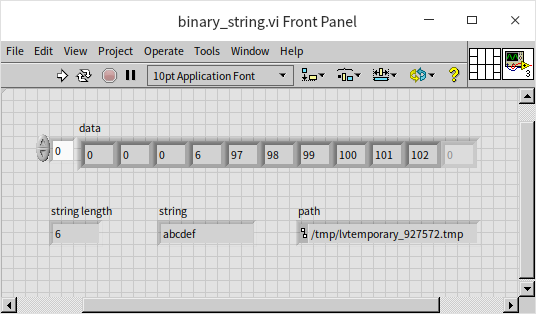 binary_string.vi Front Panel
File Edit View Project Operate Tools Window Help
10pt Application Font
3
data
0 0 0 0 6 97 98 99 100 101 102 0
string length string path
6 abcdef /tmp/lvtemporary_927572.tmp